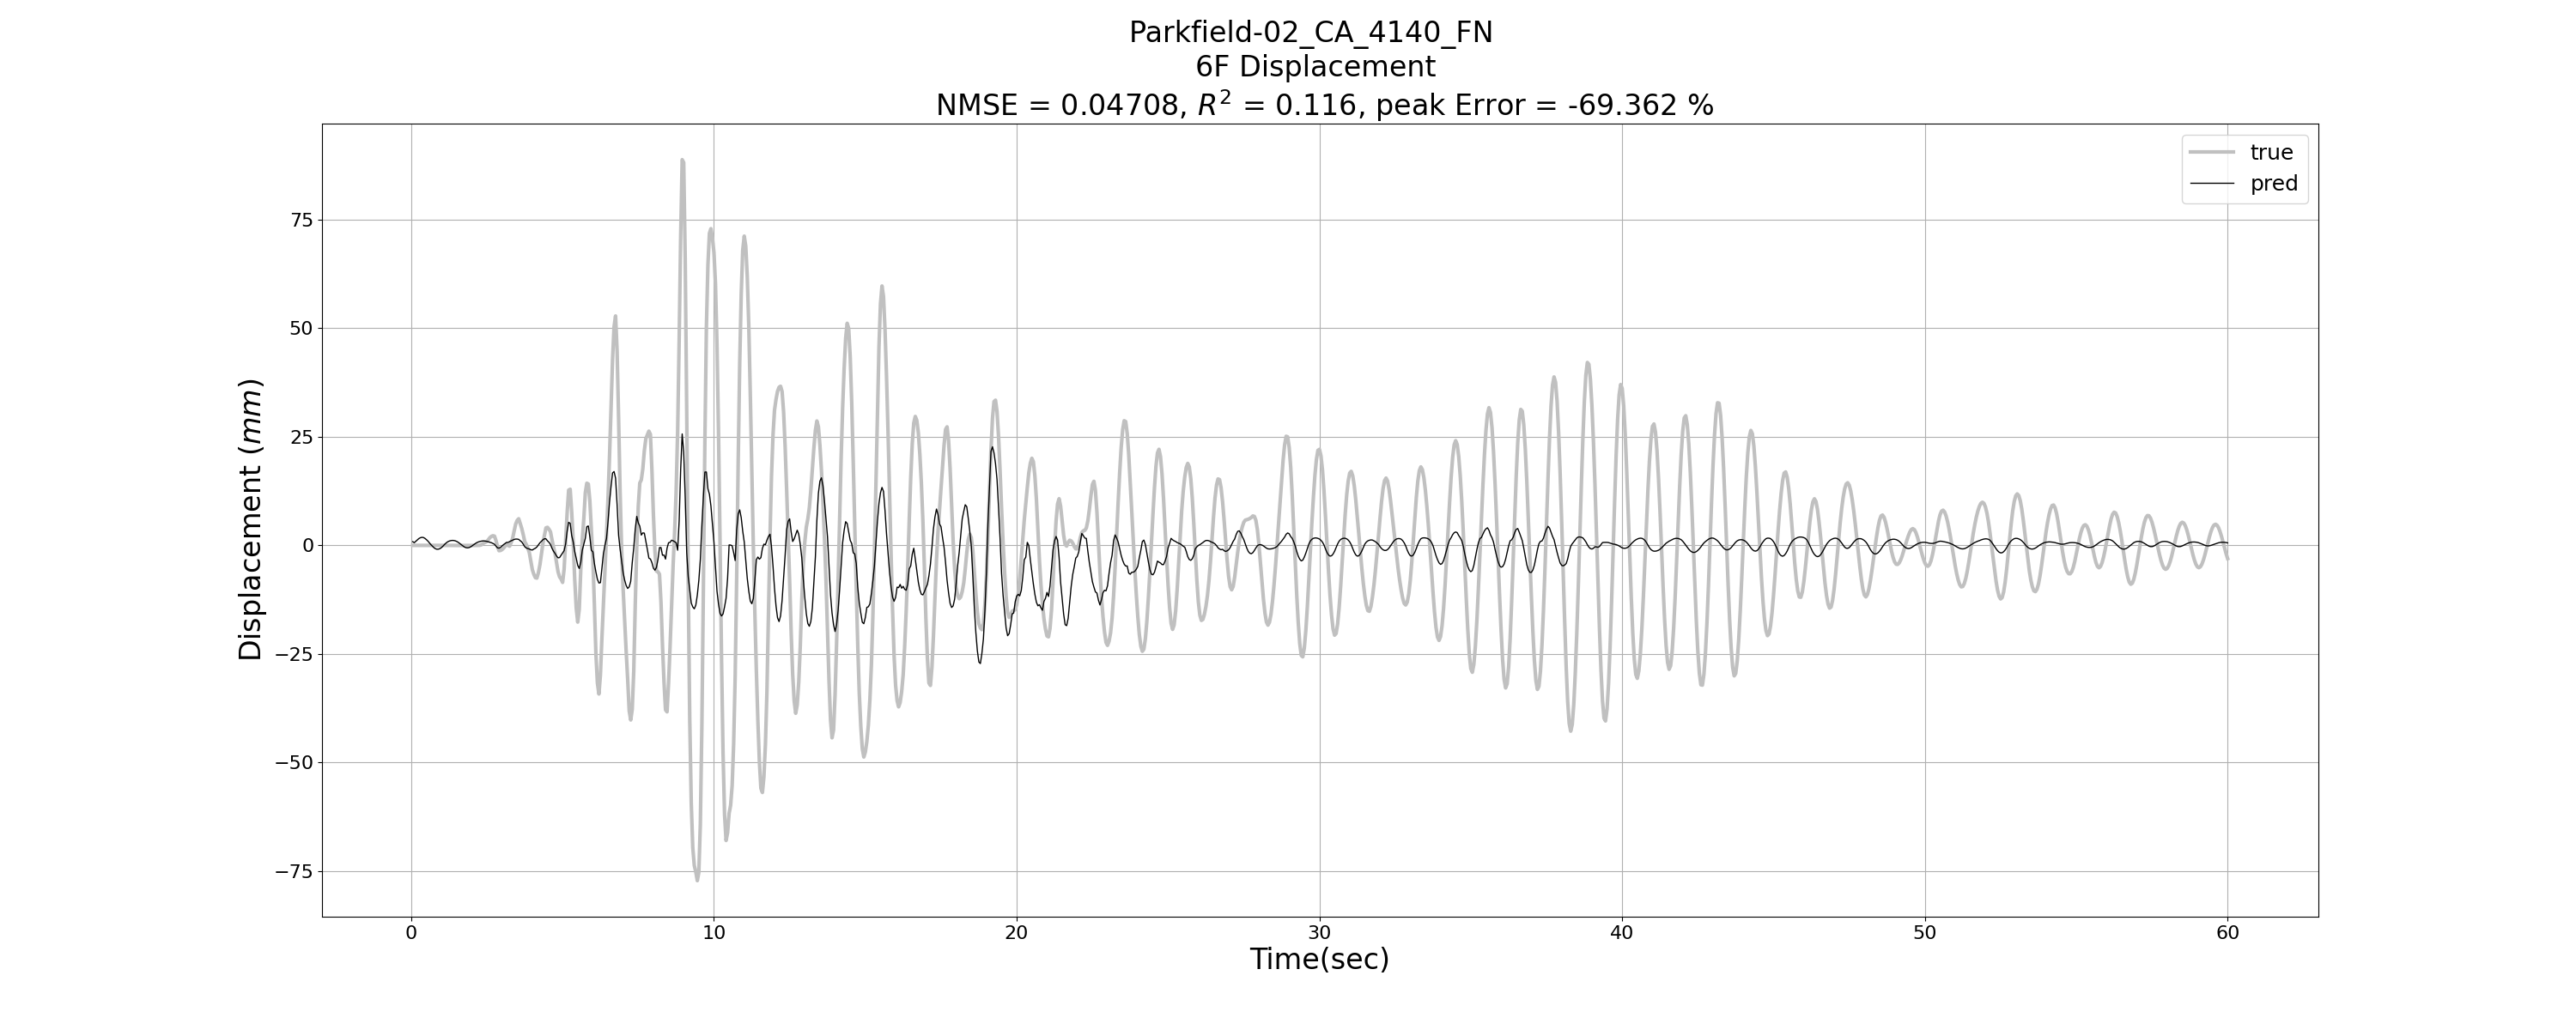 Parkfield-02_CA_4140_FN
6F Displacement
NMSE = 0.04708, R² = 0.116, peak Error = -69.362 %
true
pred
Displacement (mm)
75
50
25
0
−25
−50
−75
0 10 20 30 40 50 60
Time(sec)